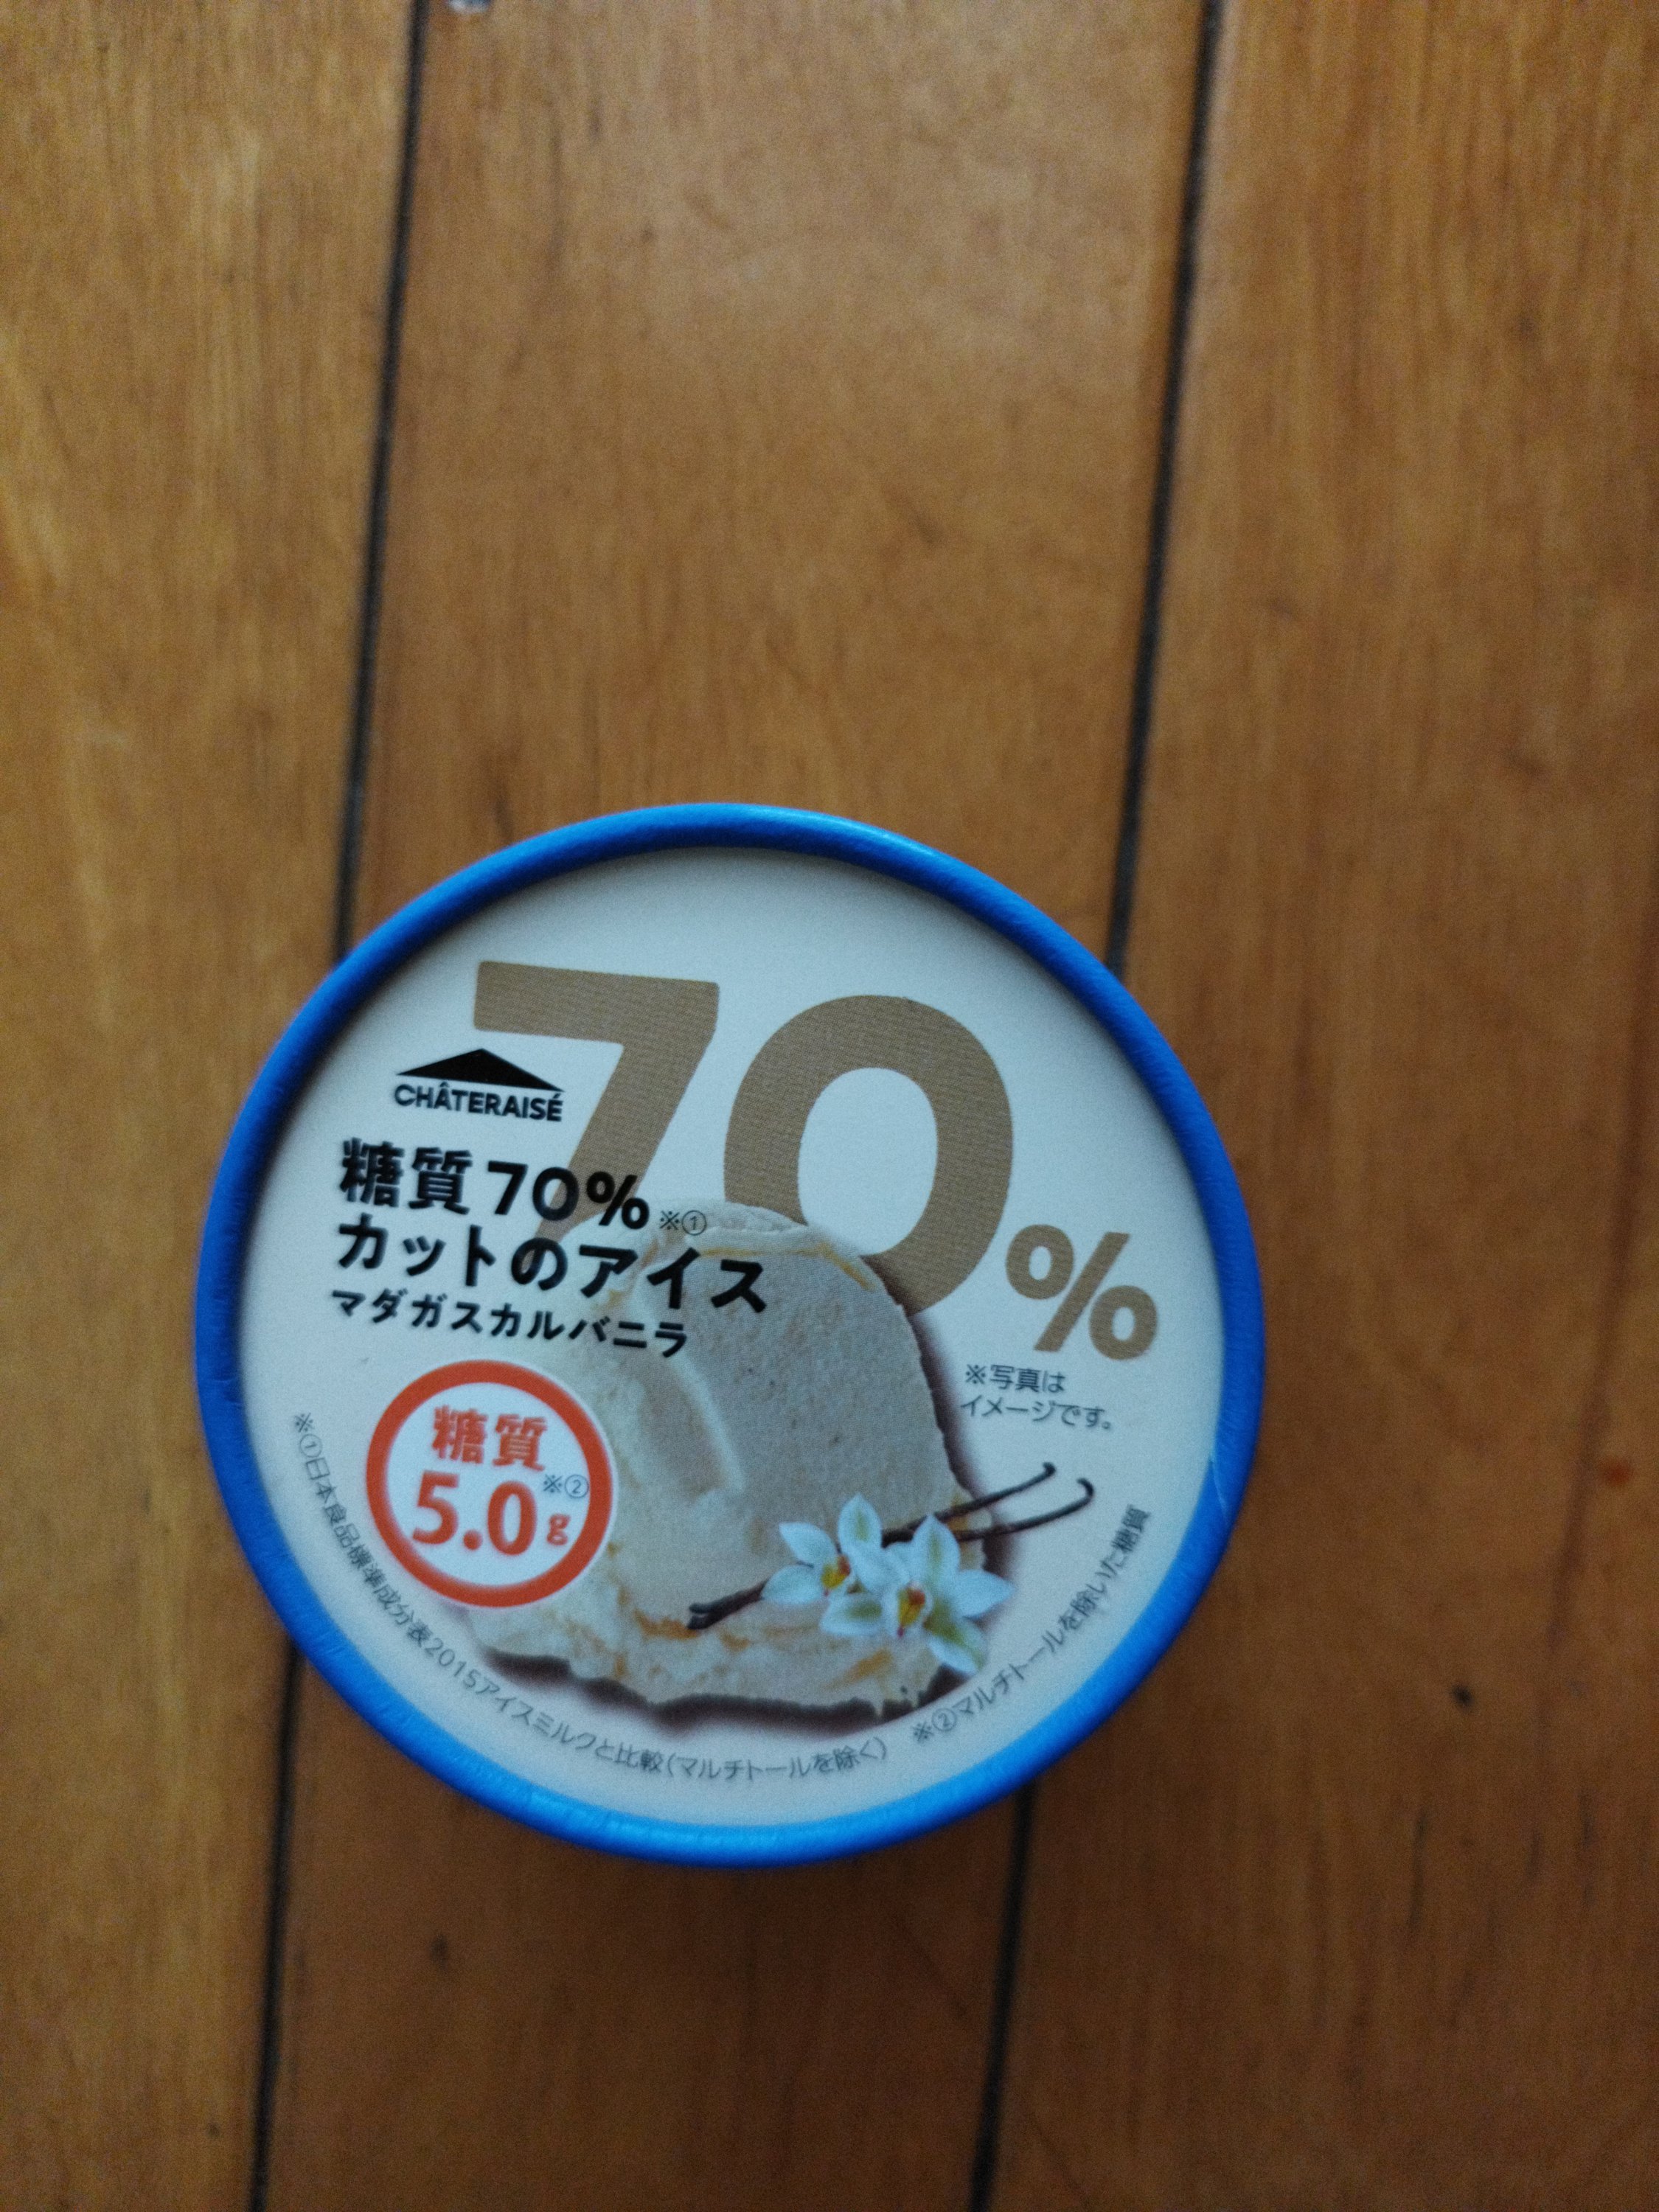 70%
CHÂTERAISÉ
糖質70%※①
カットのアイス
マダガスカルバニラ
※写真は
イメージです。
糖質
5.0g※②
※①日本食品標準成分表2015アイスミルクと比較(マルチトールを除く)
※②マルチトールを除いた糖質